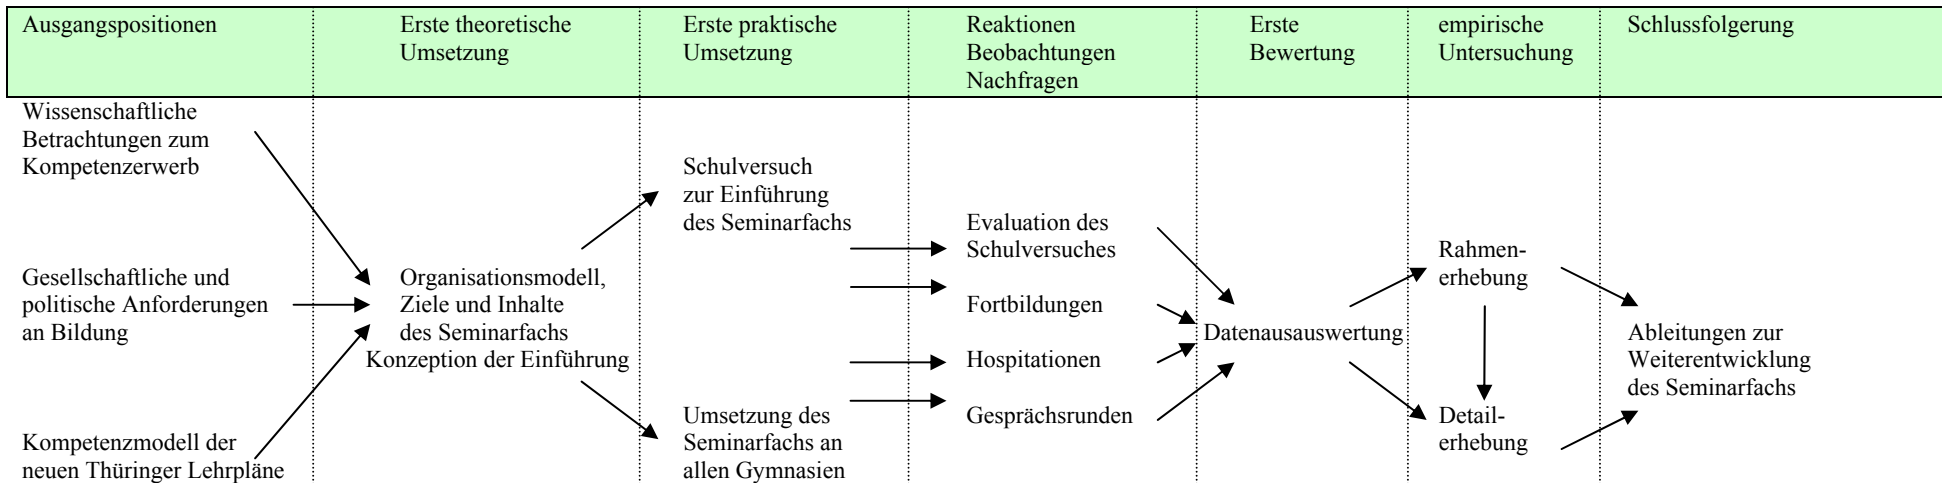 Ausgangspositionen
Erste theoretische
Umsetzung
Erste praktische
Umsetzung
Reaktionen
Beobachtungen
Nachfragen
Erste
Bewertung
empirische
Untersuchung
Schlussfolgerung
Wissenschaftliche
Betrachtungen zum
Kompetenzerwerb
Gesellschaftliche und
politische Anforderungen
an Bildung
Kompetenzmodell der
neuen Thüringer Lehrpläne
Organisationsmodell,
Ziele und Inhalte
des Seminarfachs
Konzeption der Einführung
Schulversuch
zur Einführung
des Seminarfachs
Umsetzung des
Seminarfachs an
allen Gymnasien
Evaluation des
Schulversuches
Fortbildungen
Hospitationen
Gesprächsrunden
Datenausauswertung
Rahmen-
erhebung
Detail-
erhebung
Ableitungen zur
Weiterentwicklung
des Seminarfachs